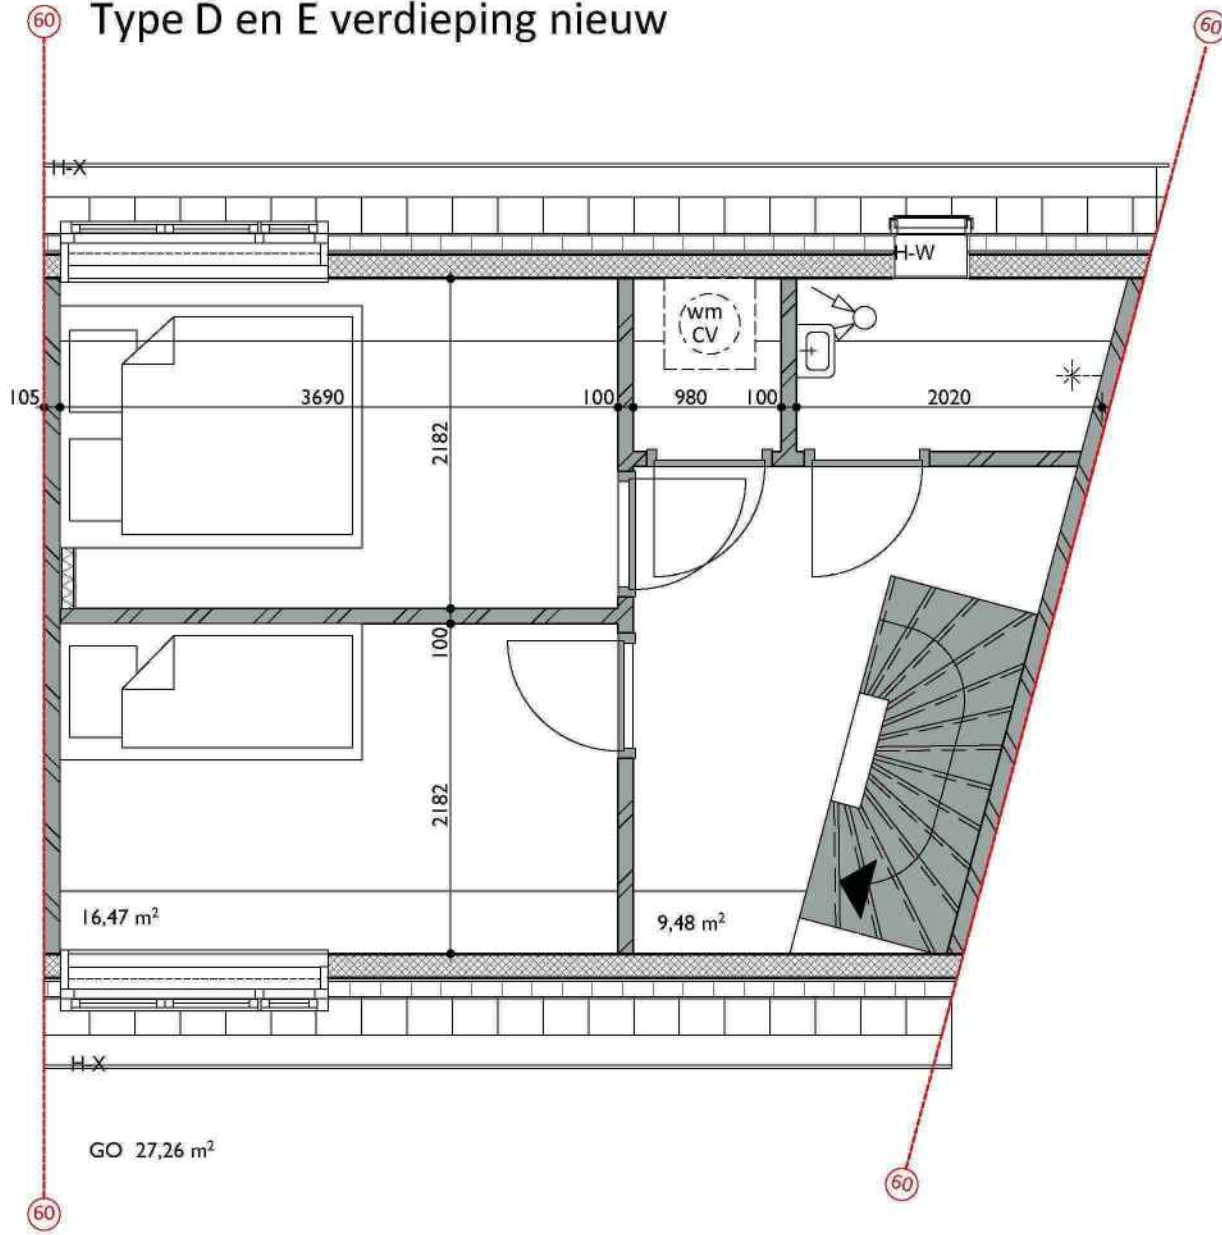 60 Type D en E verdieping nieuw 60
H-X
H-W
wm
CV
105 3690 100 980 100 2020
2182
100
2182
16,47 m² 9,48 m²
H-X
GO 27,26 m²
60
60